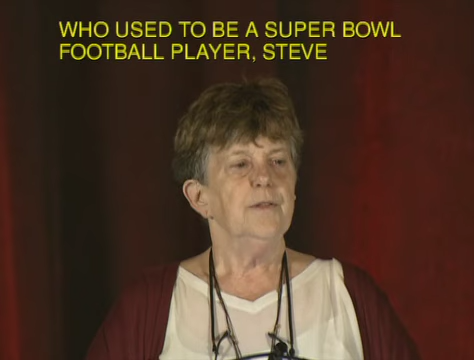 WHO USED TO BE A SUPER BOWL
FOOTBALL PLAYER, STEVE